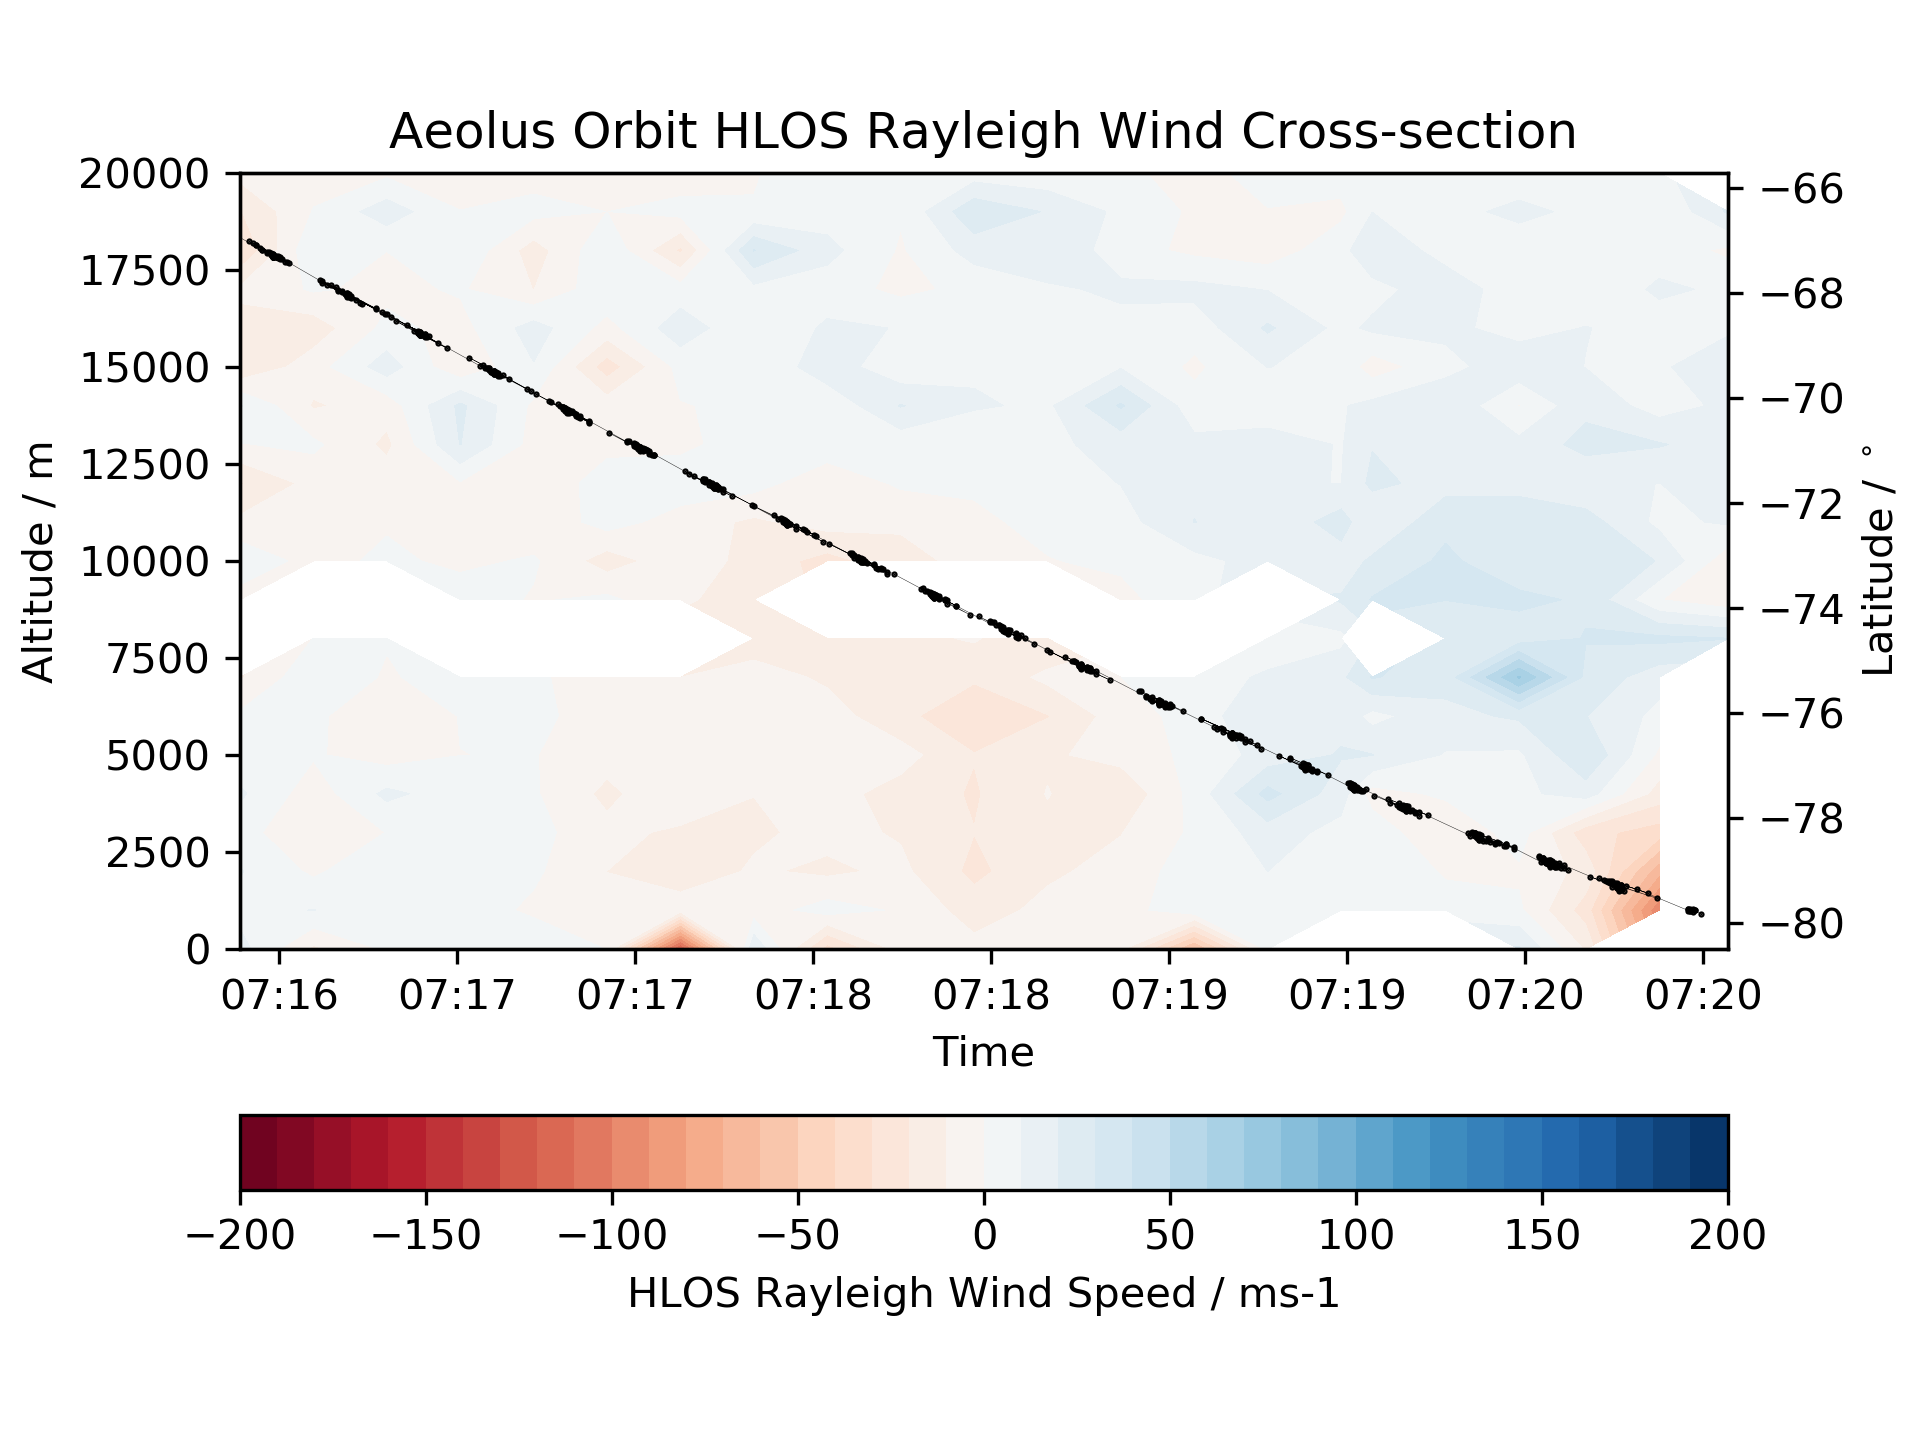 Aeolus Orbit HLOS Rayleigh Wind Cross-section
20000
17500
15000
12500
10000
7500
5000
2500
0
Altitude / m
−66
−68
−70
−72
−74
−76
−78
−80
Latitude / °
07:16 07:17 07:17 07:18 07:18 07:19 07:19 07:20 07:20
Time
−200 −150 −100 −50 0 50 100 150 200
HLOS Rayleigh Wind Speed / ms-1